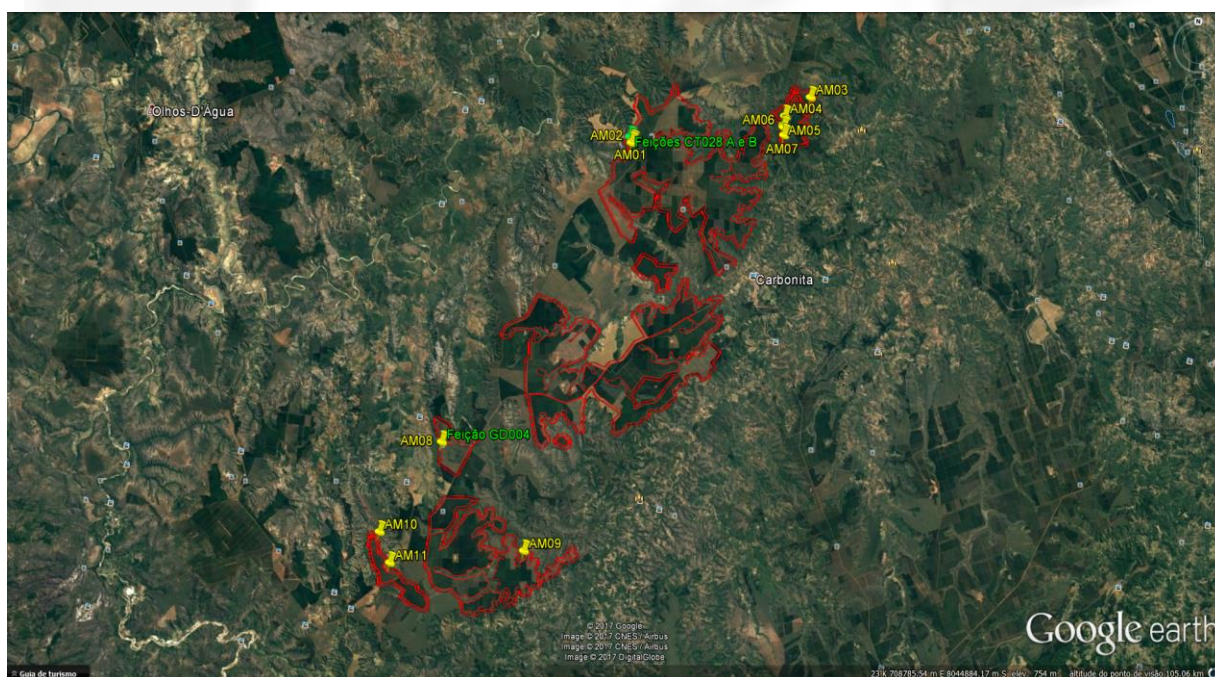 N
AM03
Olhos-D'Água
AM04
AM06
AM02
AM05
Feições CT028 A e B
AM07
AM01
Carbonita
Feição GD004
AM08
AM10
AM09
AM11
© 2017 Google
Image © 2017 CNES / Airbus
Image © 2017 CNES / Airbus
Image © 2017 DigitalGlobe
Google earth
Guia de turismo
23 K 708785.54 m E 8044884.17 m S elev. 754 m altitude do ponto de visão 105.06 km